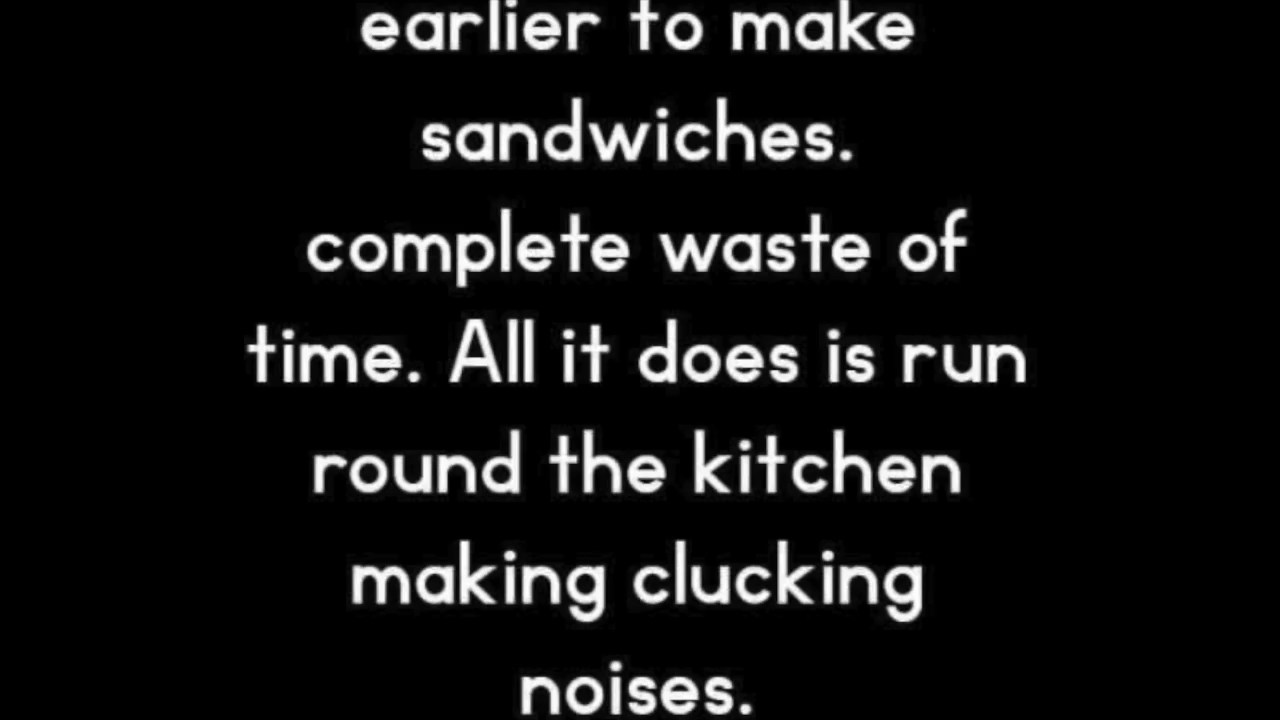 earlier to make
sandwiches.
complete waste of
time. All it does is run
round the kitchen
making clucking
noises.